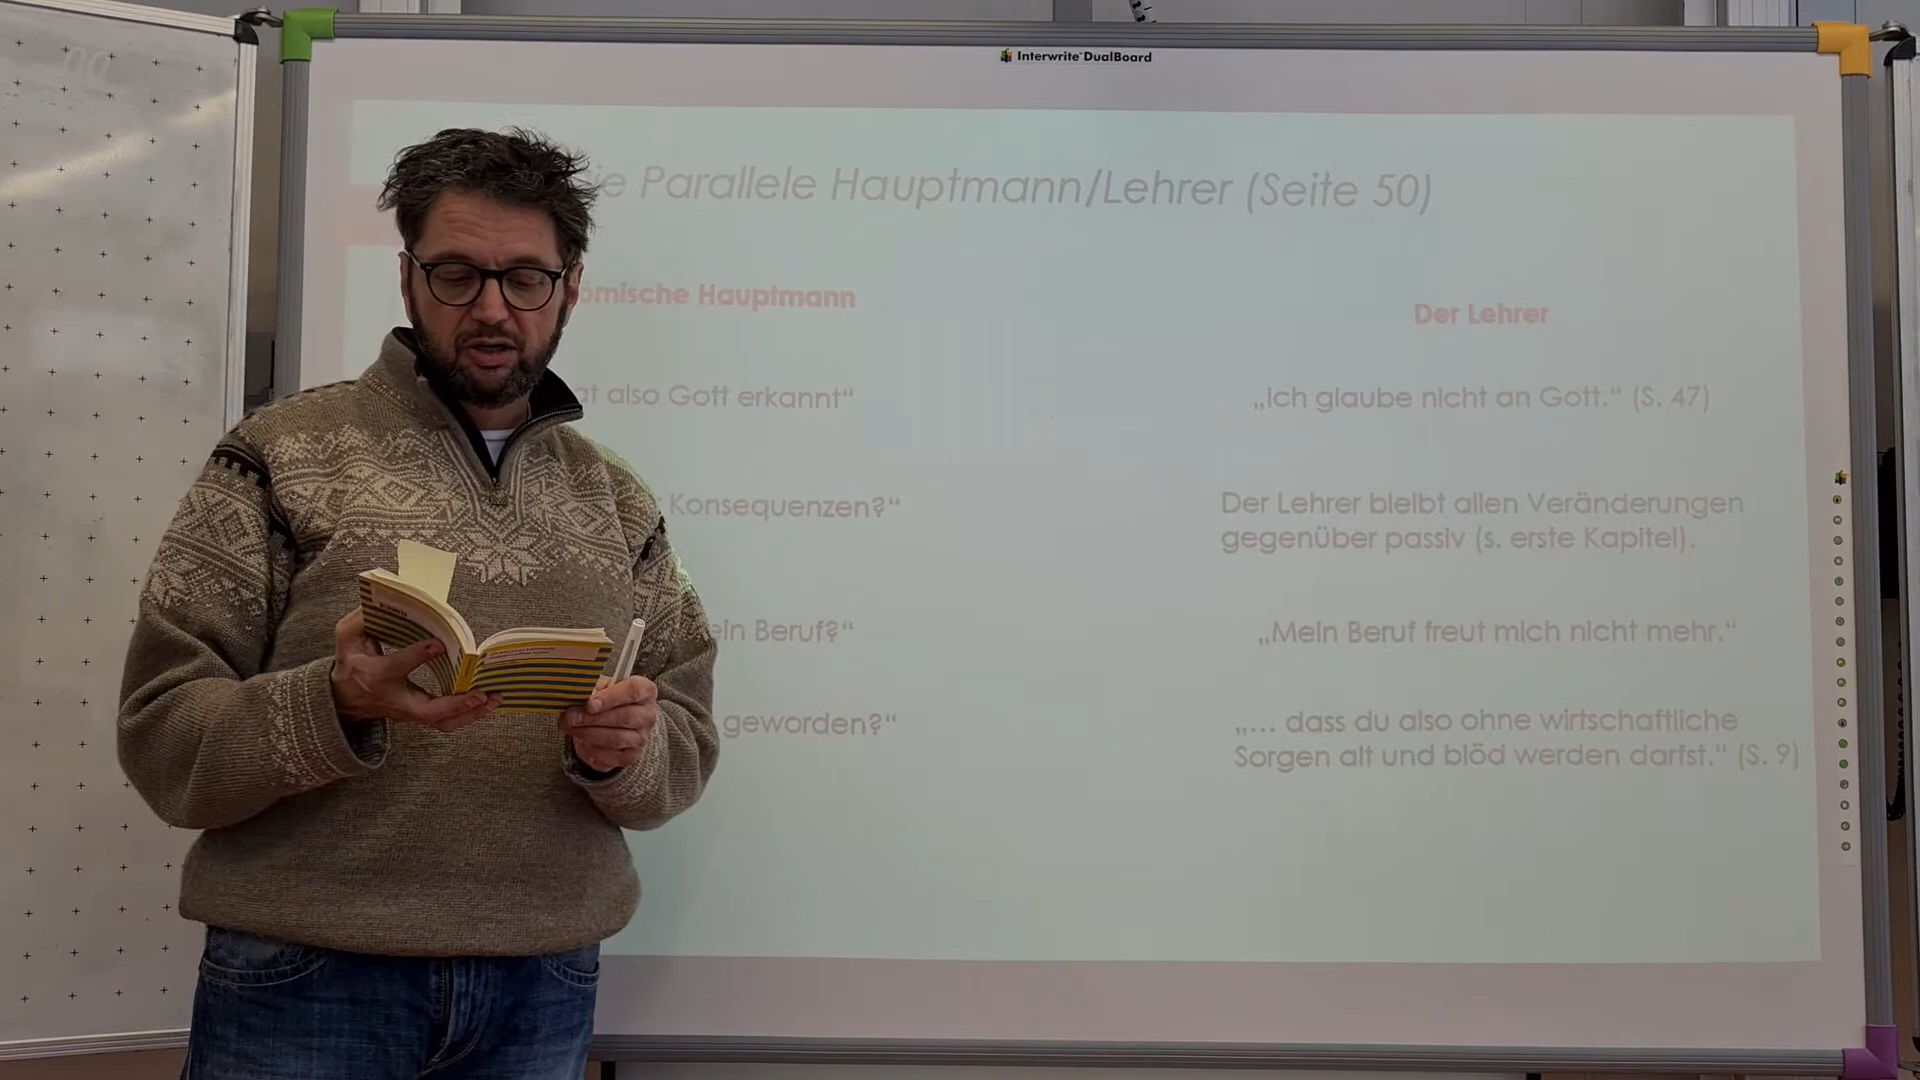 Interwrite DualBoard
ie Parallele Hauptmann/Lehrer (Seite 50)
ömische Hauptmann
Der Lehrer
at also Gott erkannt“
„Ich glaube nicht an Gott.“ (S. 47)
Konsequenzen?“
Der Lehrer bleibt allen Veränderungen
gegenüber passiv (s. erste Kapitel).
ein Beruf?“
„Mein Beruf freut mich nicht mehr.“
geworden?“
„... dass du also ohne wirtschaftliche
Sorgen alt und blöd werden darfst.“ (S. 9)